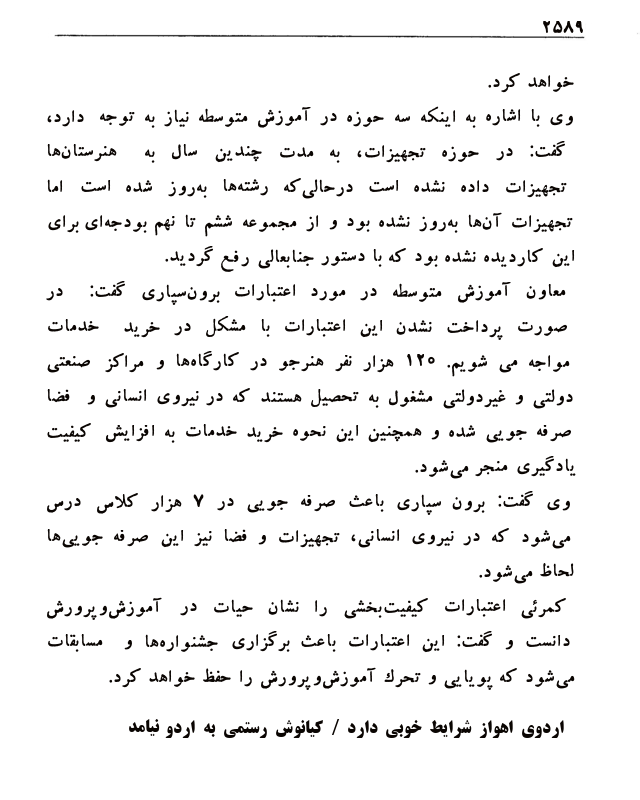 ۲۵۸۹
خواهد کرد.
وی با اشاره به اینکه سه حوزه در آموزش متوسطه نیاز به توجه دارد،
گفت: در حوزه تجهیزات، به مدت چندین سال به هنرستان‌ها
تجهیزات داده نشده است درحالی‌که رشته‌ها به‌روز شده است اما
تجهیزات آن‌ها به‌روز نشده بود و از مجموعه ششم تا نهم بودجه‌ای برای
این کاردیده نشده بود که با دستور جنابعالی رفع گردید.
معاون آموزش متوسطه در مورد اعتبارات برون‌سپاری گفت: در
صورت پرداخت نشدن این اعتبارات با مشکل در خرید خدمات
مواجه می شویم. ۱۲۰ هزار نفر هنرجو در کارگاه‌ها و مراکز صنعتی
دولتی و غیردولتی مشغول به تحصیل هستند که در نیروی انسانی و فضا
صرفه جویی شده و همچنین این نحوه خرید خدمات به افزایش کیفیت
یادگیری منجر می‌شود.
وی گفت: برون سپاری باعث صرفه جویی در ۷ هزار کلاس درس
می‌شود که در نیروی انسانی، تجهیزات و فضا نیز این صرفه جویی‌ها
لحاظ می‌شود.
کمرئی اعتبارات کیفیت‌بخشی را نشان حیات در آموزش‌وپرورش
دانست و گفت: این اعتبارات باعث برگزاری جشنواره‌ها و مسابقات
می‌شود که پویایی و تحرك آموزش‌وپرورش را حفظ خواهد کرد.
اردوی اهواز شرایط خوبی دارد / کیانوش رستمی به اردو نیامد